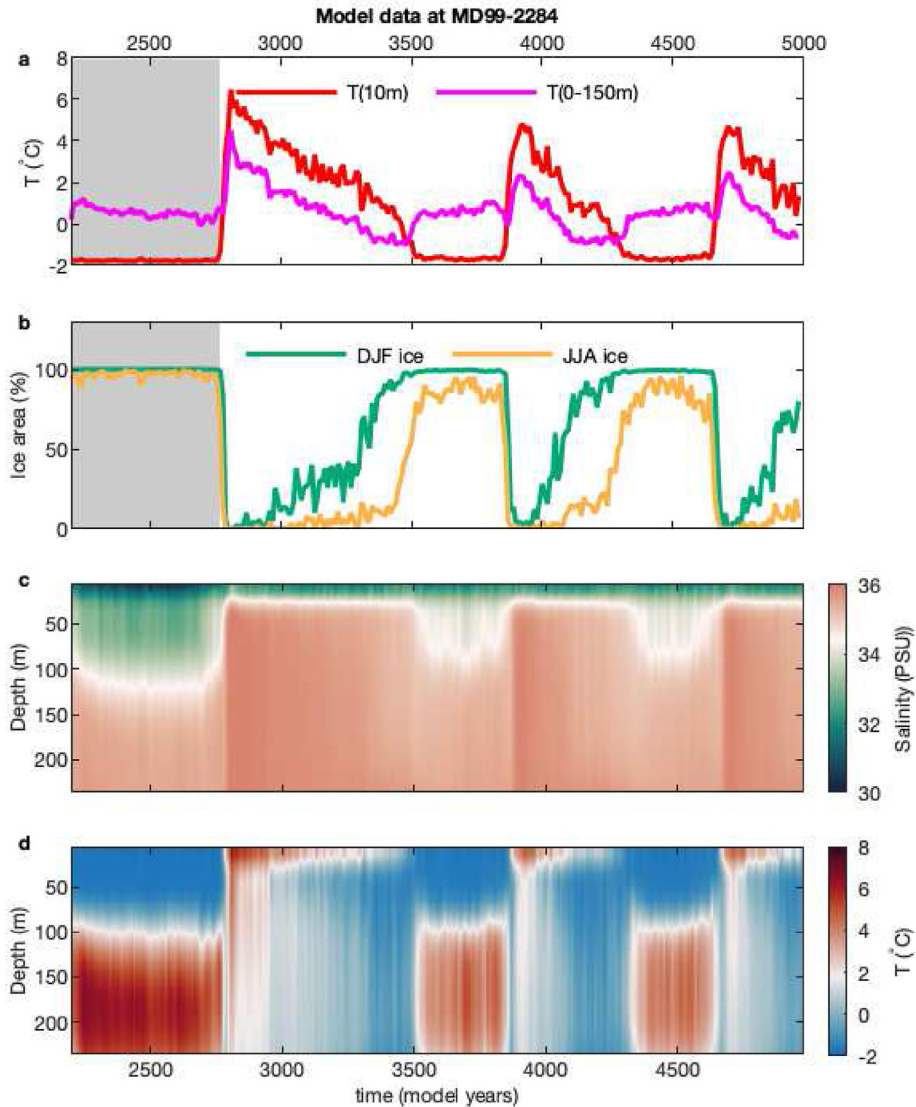 Model data at MD99-2284
2500 3000 3500 4000 4500 5000
a
8
6
4
2
0
-2
T (°C)
T(10m) T(0-150m)
b
100
50
0
Ice area (%)
DJF ice JJA ice
c
50
100
150
200
Depth (m)
36
34
32
30
Salinity (PSU))
d
50
100
150
200
Depth (m)
8
6
4
2
0
-2
T (°C)
2500 3000 3500 4000 4500
time (model years)